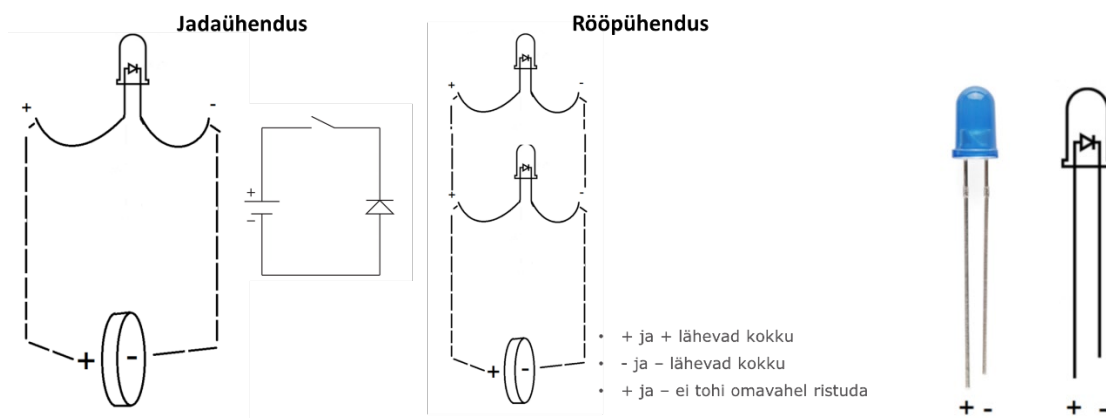 Jadaühendus
Rööpühendus
+ -
+ -
+ -
+
−
+ -
+ -
• + ja + lähevad kokku
• - ja – lähevad kokku
• + ja – ei tohi omavahel ristuda
+ -
+ -